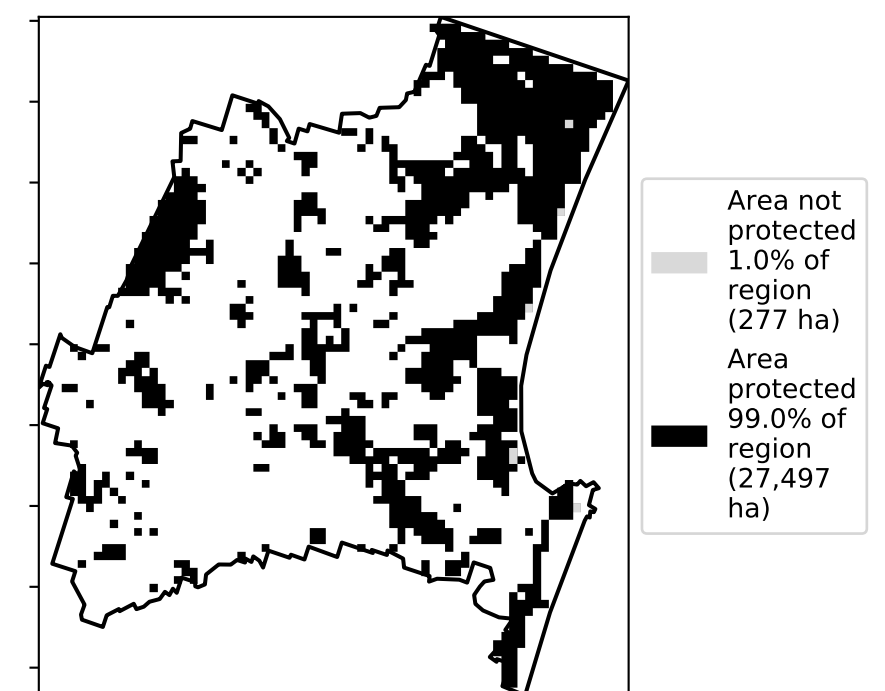 Area not
protected
1.0% of
region
(277 ha)
Area
protected
99.0% of
region
(27,497
ha)